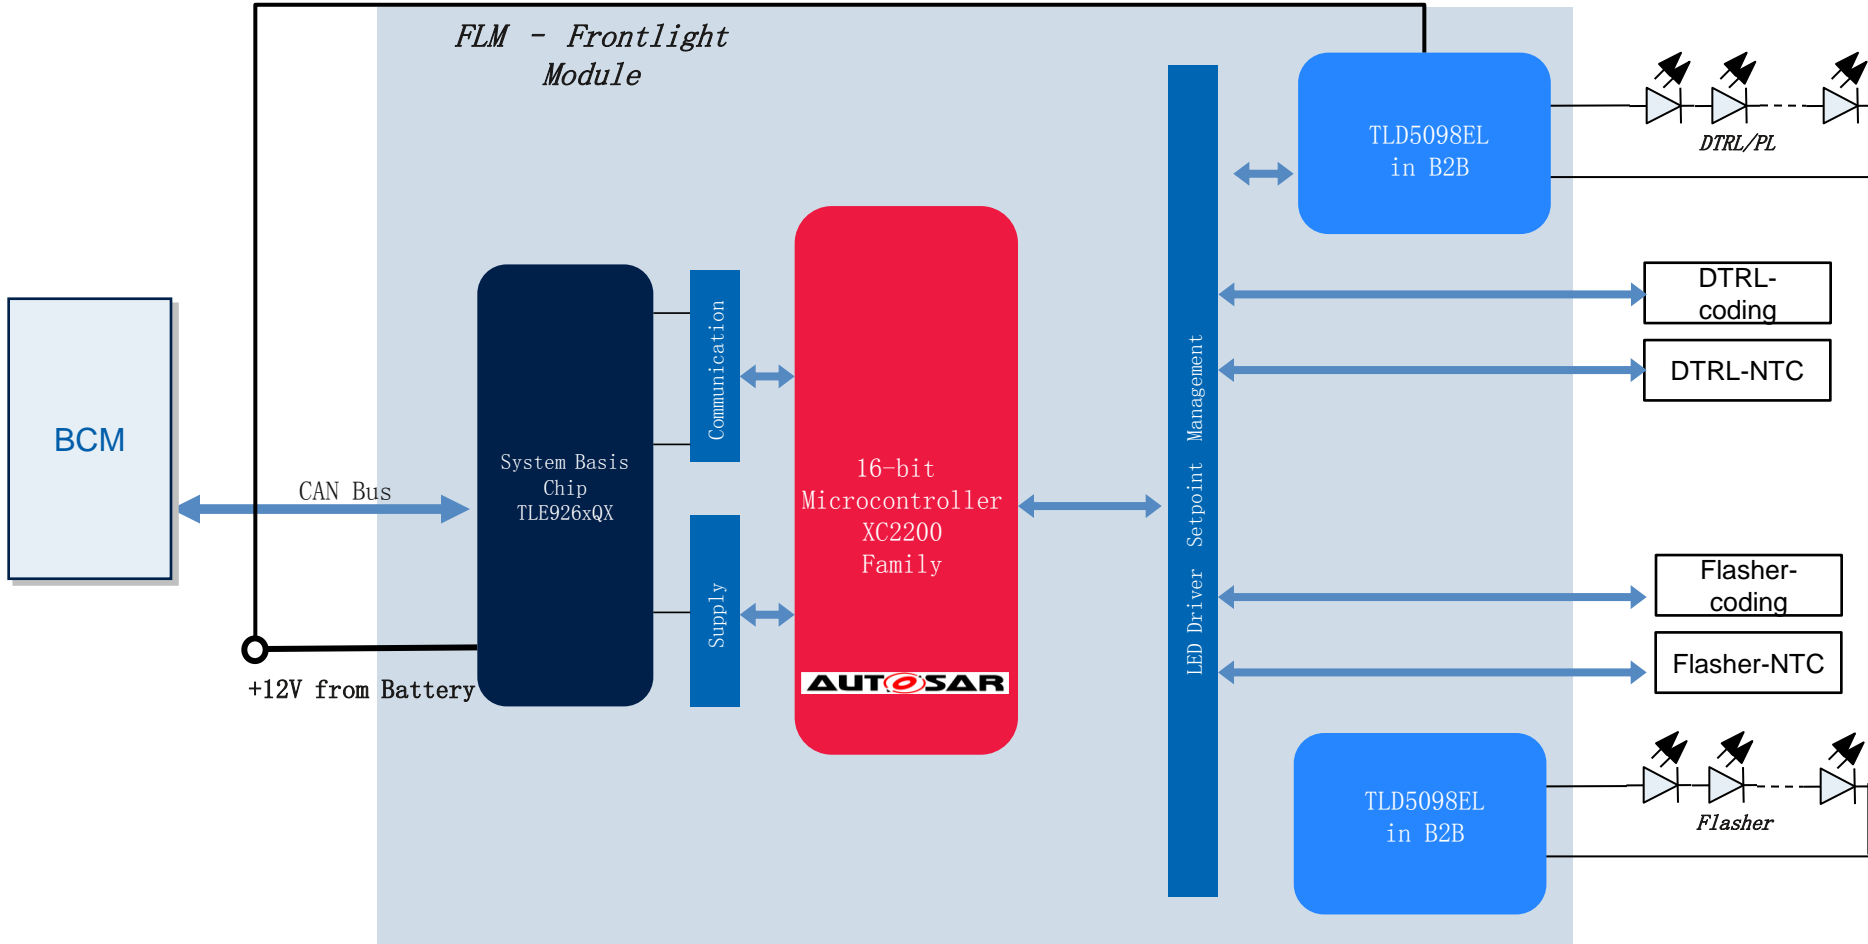 FLM - Frontlight
Module
BCM
CAN Bus
+12V from Battery
System Basis
Chip
TLE926xQX
Communication
Supply
16-bit
Microcontroller
XC2200
Family
AUTOSAR
LED Driver Setpoint Management
TLD5098EL
in B2B
DTRL/PL
DTRL-
coding
DTRL-NTC
Flasher-
coding
Flasher-NTC
TLD5098EL
in B2B
Flasher